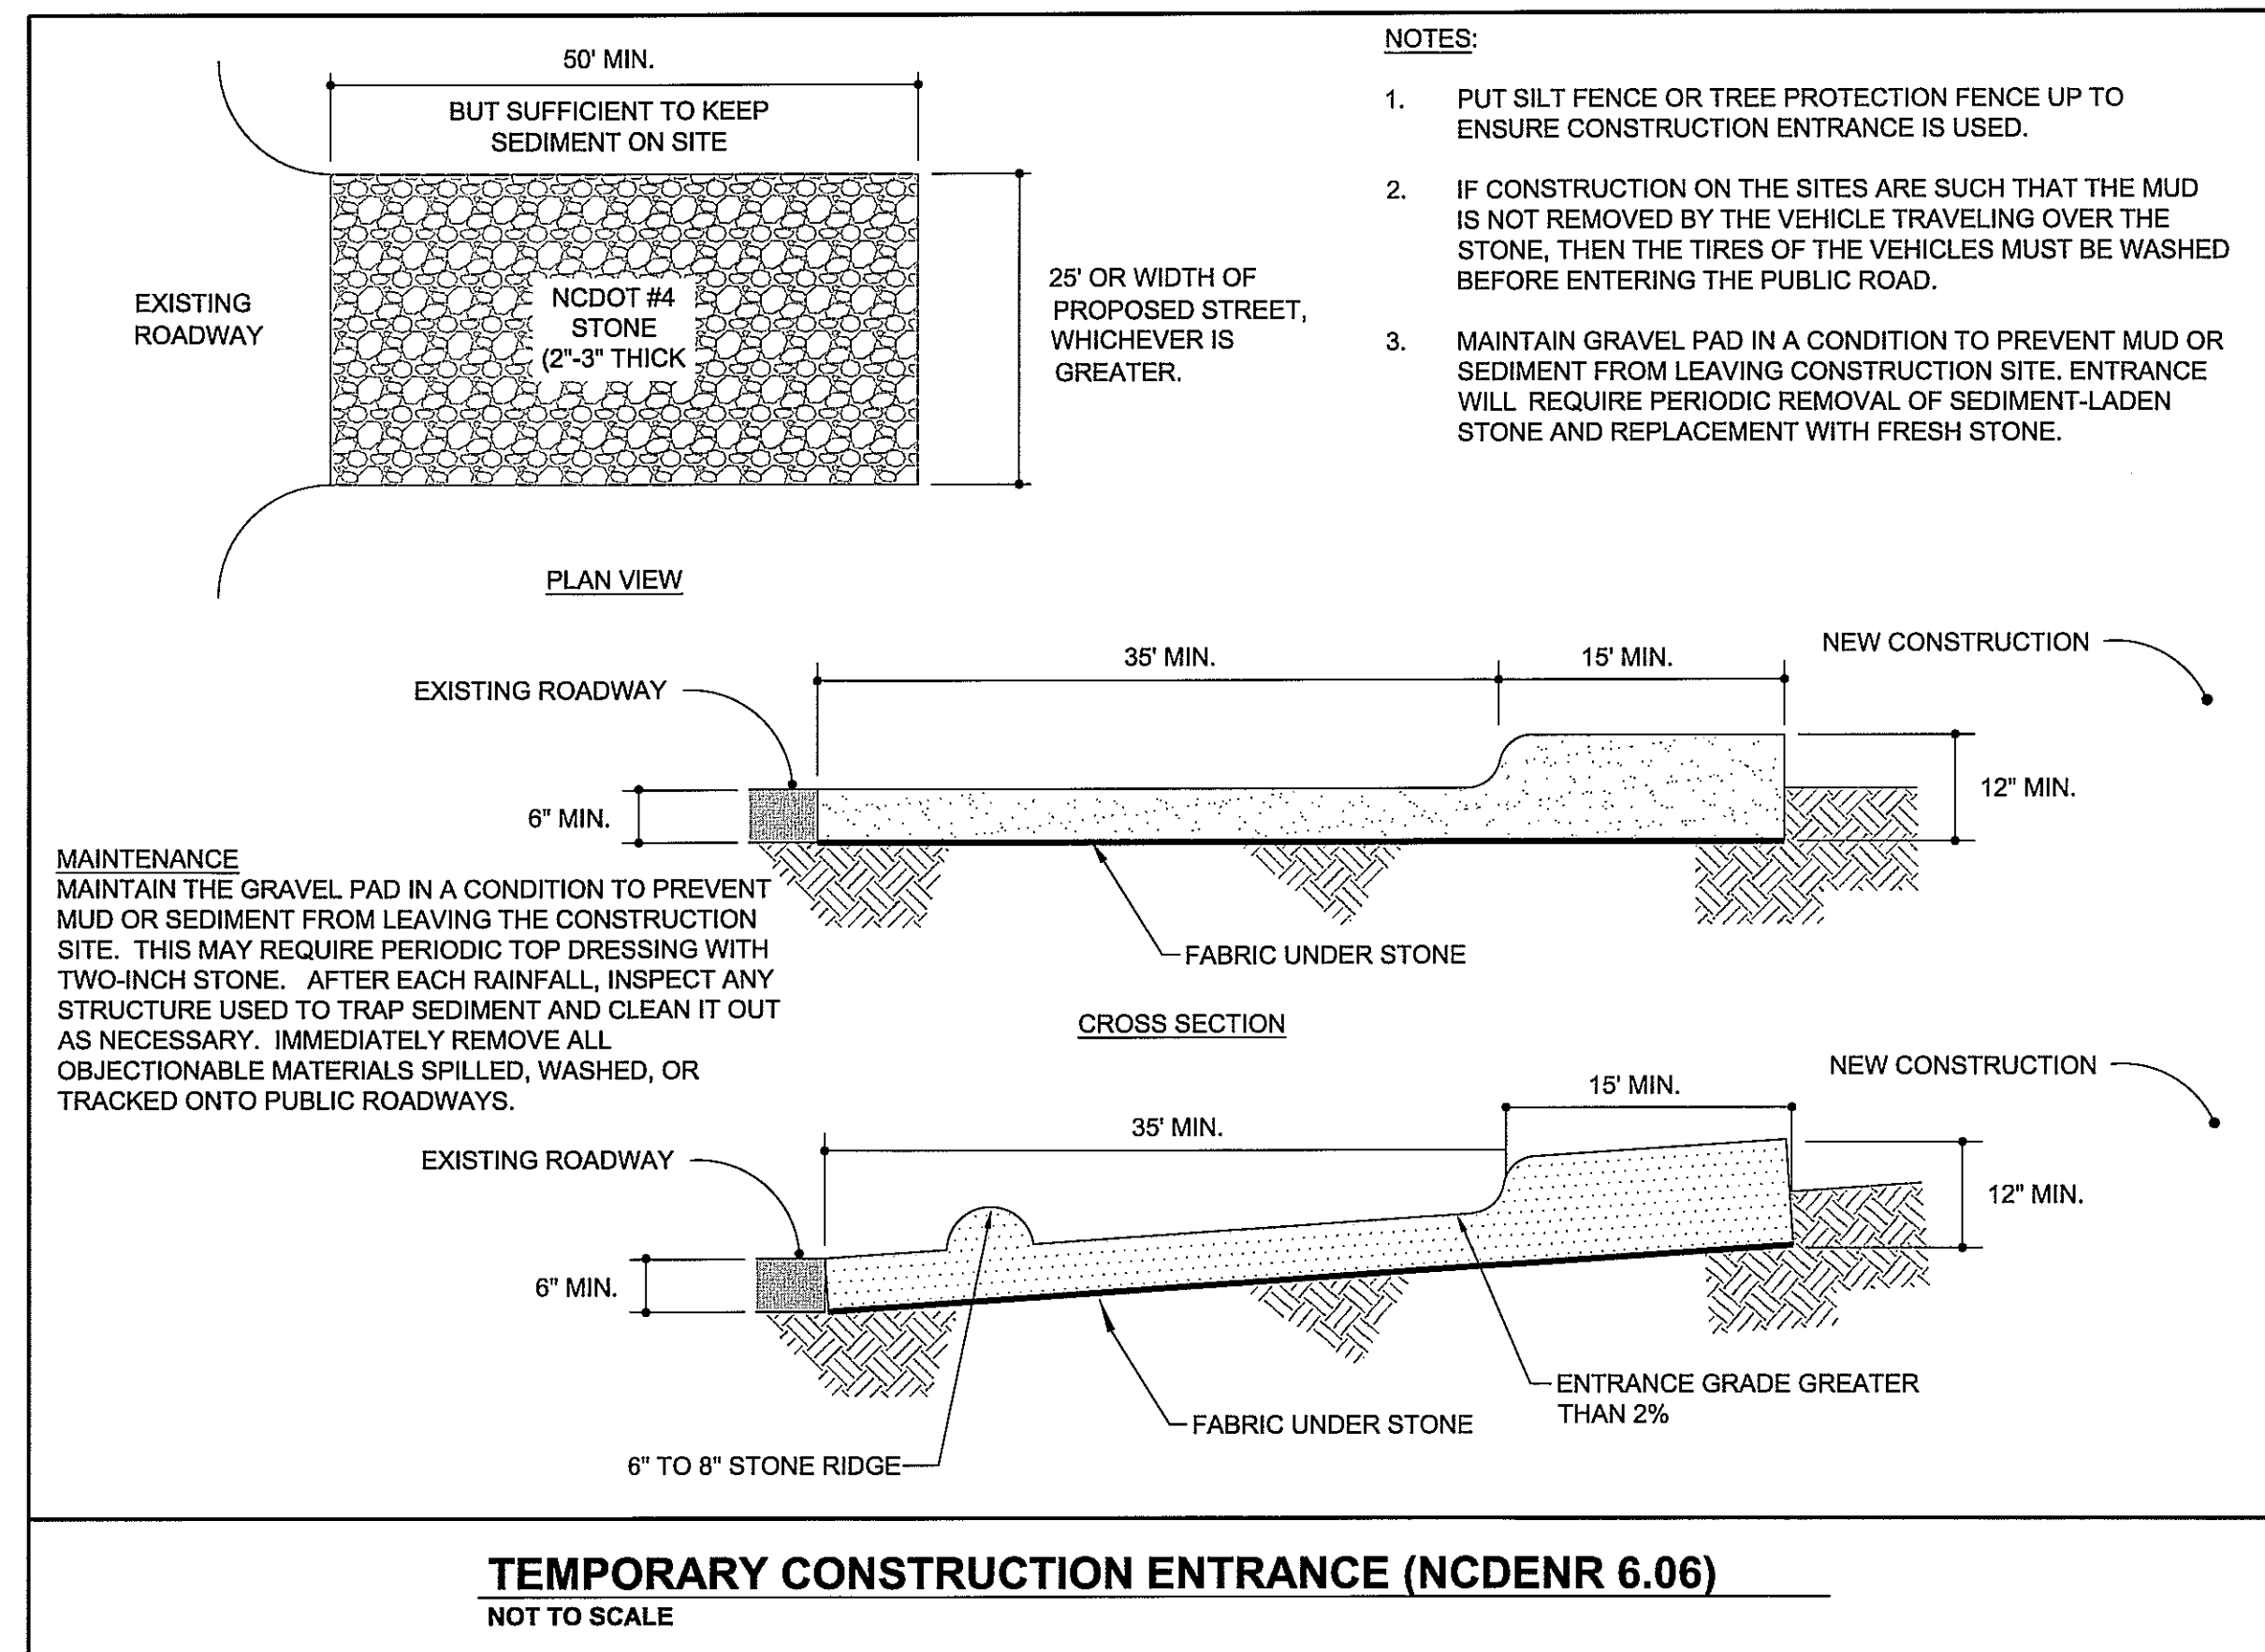 50' MIN.
BUT SUFFICIENT TO KEEP
SEDIMENT ON SITE
EXISTING
ROADWAY
NCDOT #4
STONE
(2"-3" THICK
25' OR WIDTH OF
PROPOSED STREET,
WHICHEVER IS
GREATER.
PLAN VIEW
NOTES:
1. PUT SILT FENCE OR TREE PROTECTION FENCE UP TO
ENSURE CONSTRUCTION ENTRANCE IS USED.
2. IF CONSTRUCTION ON THE SITES ARE SUCH THAT THE MUD
IS NOT REMOVED BY THE VEHICLE TRAVELING OVER THE
STONE, THEN THE TIRES OF THE VEHICLES MUST BE WASHED
BEFORE ENTERING THE PUBLIC ROAD.
3. MAINTAIN GRAVEL PAD IN A CONDITION TO PREVENT MUD OR
SEDIMENT FROM LEAVING CONSTRUCTION SITE. ENTRANCE
WILL REQUIRE PERIODIC REMOVAL OF SEDIMENT-LADEN
STONE AND REPLACEMENT WITH FRESH STONE.
35' MIN.
15' MIN.
NEW CONSTRUCTION
EXISTING ROADWAY
6" MIN.
12" MIN.
FABRIC UNDER STONE
CROSS SECTION
MAINTENANCE
MAINTAIN THE GRAVEL PAD IN A CONDITION TO PREVENT
MUD OR SEDIMENT FROM LEAVING THE CONSTRUCTION
SITE. THIS MAY REQUIRE PERIODIC TOP DRESSING WITH
TWO-INCH STONE. AFTER EACH RAINFALL, INSPECT ANY
STRUCTURE USED TO TRAP SEDIMENT AND CLEAN IT OUT
AS NECESSARY. IMMEDIATELY REMOVE ALL
OBJECTIONABLE MATERIALS SPILLED, WASHED, OR
TRACKED ONTO PUBLIC ROADWAYS.
NEW CONSTRUCTION
15' MIN.
35' MIN.
EXISTING ROADWAY
12" MIN.
6" MIN.
ENTRANCE GRADE GREATER
THAN 2%
FABRIC UNDER STONE
6" TO 8" STONE RIDGE
TEMPORARY CONSTRUCTION ENTRANCE (NCDENR 6.06)
NOT TO SCALE